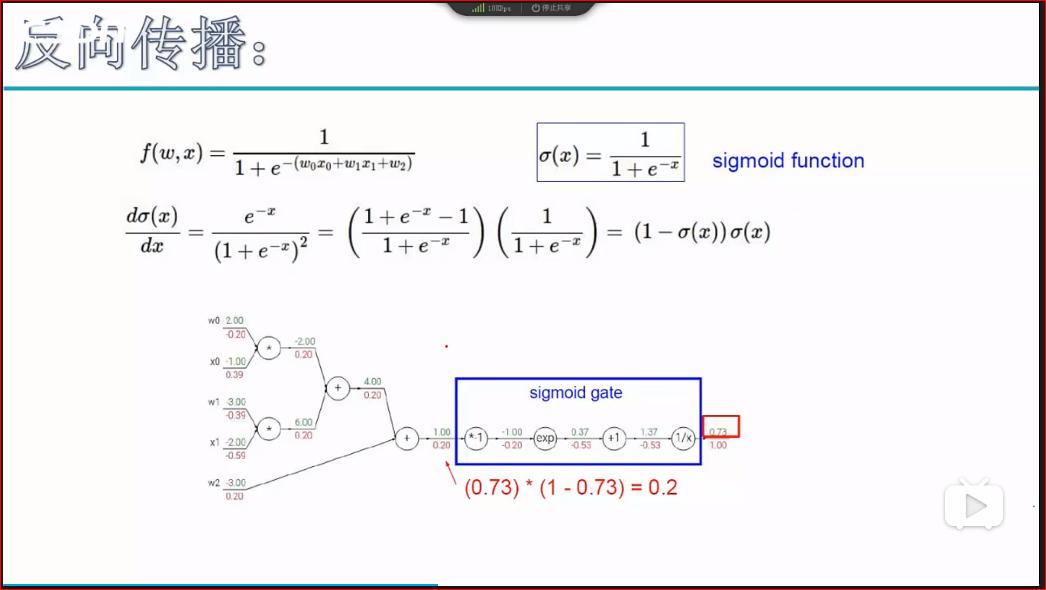 停止共享
反向传播：
f(w,x) = \frac{1}{1+e^{-(w_0x_0+w_1x_1+w_2)}}
σ(x) = \frac{1}{1+e^{-x}}
sigmoid function
\frac{dσ(x)}{dx} = \frac{e^{-x}}{(1+e^{-x})^2} = \left(\frac{1+e^{-x}-1}{1+e^{-x}}\right)\left(\frac{1}{1+e^{-x}}\right) = (1-σ(x))σ(x)
w0 2.00
-0.20
* -2.00
0.20
x0 -1.00
0.39
w1 -3.00
-0.39
* 6.00
0.20
x1 -2.00
-0.59
+ 4.00
0.20
w2 -3.00
0.20
+ 1.00
0.20
sigmoid gate
*-1 -1.00
-0.20
exp 0.37
-0.53
+1 1.37
-0.53
1/x 0.73
1.00
(0.73) * (1 - 0.73) = 0.2